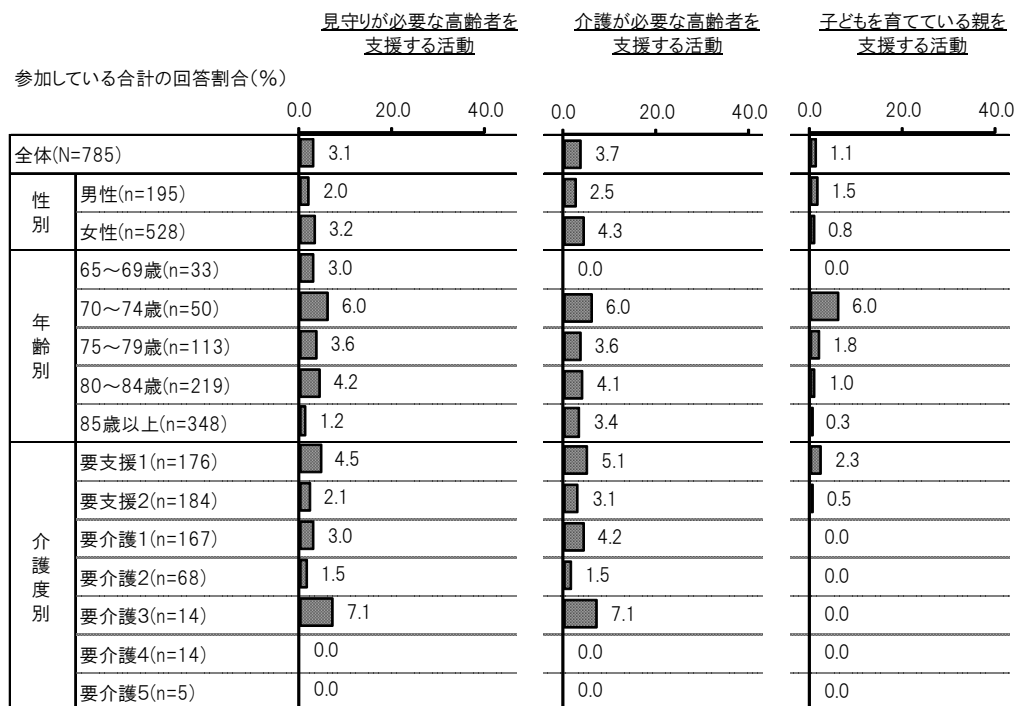 見守りが必要な高齢者を
支援する活動
介護が必要な高齢者を
支援する活動
子どもを育てている親を
支援する活動
参加している合計の回答割合(%)
0.0 20.0 40.0 0.0 20.0 40.0 0.0 20.0 40.0
全体(N=785) 3.1 3.7 1.1
性別
男性(n=195) 2.0 2.5 1.5
女性(n=528) 3.2 4.3 0.8
年齢別
65～69歳(n=33) 3.0 0.0 0.0
70～74歳(n=50) 6.0 6.0 6.0
75～79歳(n=113) 3.6 3.6 1.8
80～84歳(n=219) 4.2 4.1 1.0
85歳以上(n=348) 1.2 3.4 0.3
介護度別
要支援1(n=176) 4.5 5.1 2.3
要支援2(n=184) 2.1 3.1 0.5
要介護1(n=167) 3.0 4.2 0.0
要介護2(n=68) 1.5 1.5 0.0
要介護3(n=14) 7.1 7.1 0.0
要介護4(n=14) 0.0 0.0 0.0
要介護5(n=5) 0.0 0.0 0.0